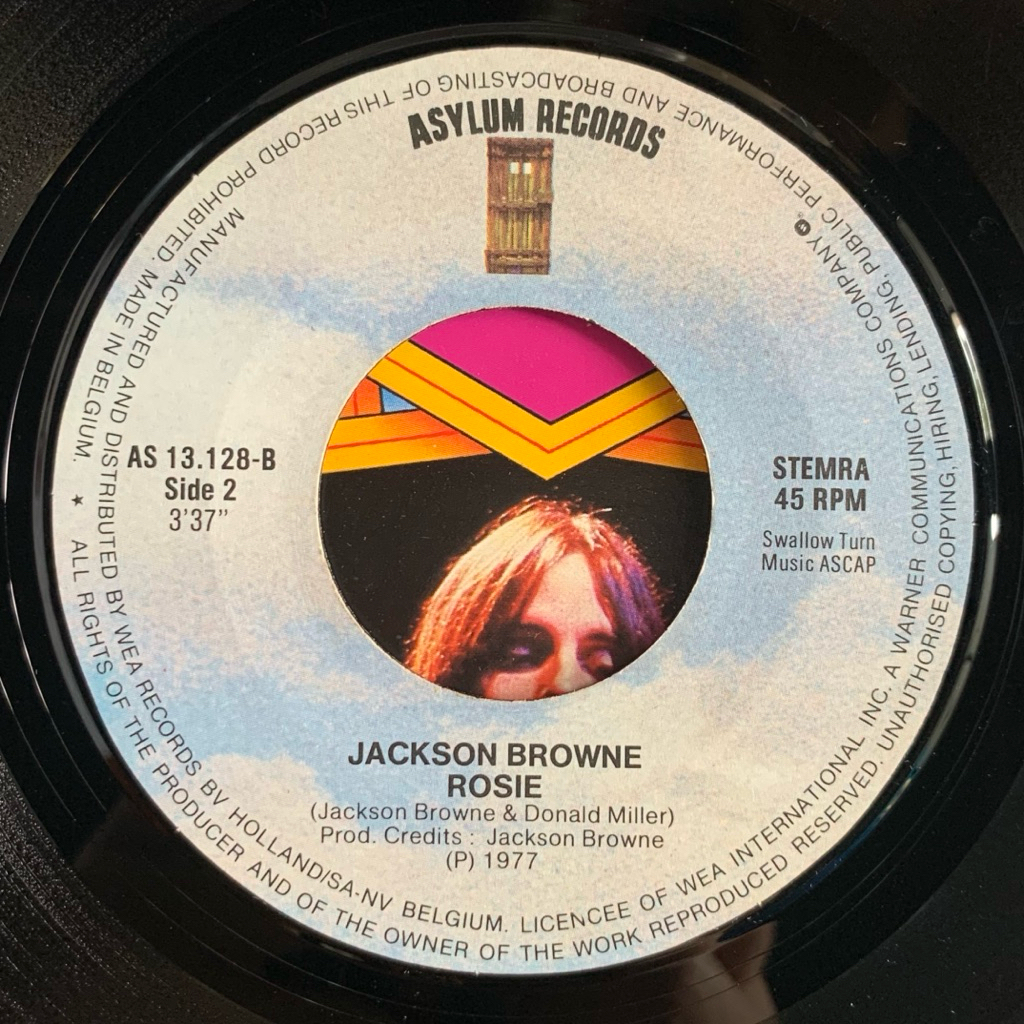 ASYLUM RECORDS
AS 13.128-B
Side 2
3'37"
STEMRA
45 RPM
Swallow Turn
Music ASCAP
JACKSON BROWNE
ROSIE
(Jackson Browne & Donald Miller)
Prod. Credits : Jackson Browne
(P) 1977
MANUFACTURED AND DISTRIBUTED BY WEA RECORDS BV HOLLAND/SA-NV BELGIUM. LICENCEE OF WEA INTERNATIONAL INC. A WARNER COMMUNICATIONS COMPANY
★ ALL RIGHTS OF THE PRODUCER AND OF THE OWNER OF THE WORK REPRODUCED RESERVED. UNAUTHORISED COPYING, HIRING, LENDING, PUBLIC PERFORMANCE AND BROADCASTING OF THIS RECORD PROHIBITED. MADE IN BELGIUM.